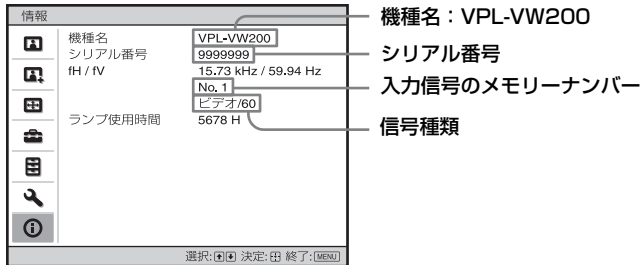 情報
機種名 VPL-VW200
シリアル番号 9999999
fH / fV 15.73 kHz / 59.94 Hz
No. 1
ビデオ/60
ランプ使用時間 5678 H
選択: 決定: 終了: MENU
機種名：VPL-VW200
シリアル番号
入力信号のメモリーナンバー
信号種類